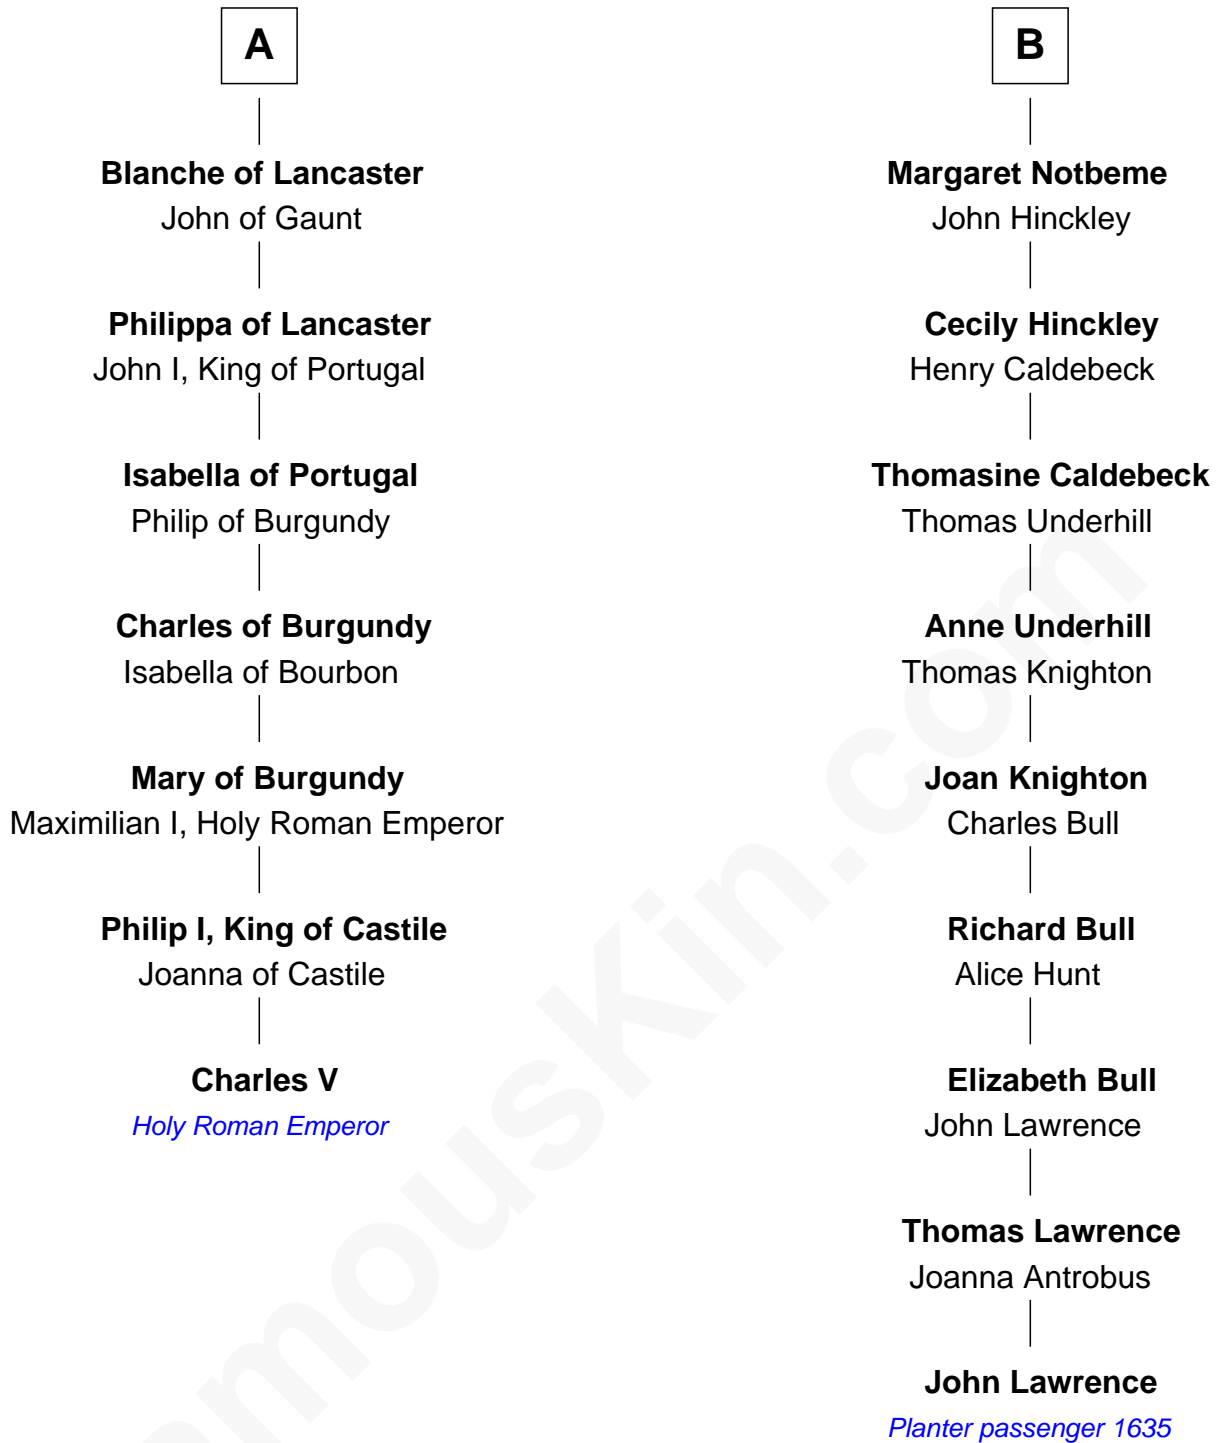 A
Blanche of Lancaster
John of Gaunt
Philippa of Lancaster
John I, King of Portugal
Isabella of Portugal
Philip of Burgundy
Charles of Burgundy
Isabella of Bourbon
Mary of Burgundy
Maximilian I, Holy Roman Emperor
Philip I, King of Castile
Joanna of Castile
Charles V
Holy Roman Emperor
B
Margaret Notbeme
John Hinckley
Cecily Hinckley
Henry Caldebeck
Thomasine Caldebeck
Thomas Underhill
Anne Underhill
Thomas Knighton
Joan Knighton
Charles Bull
Richard Bull
Alice Hunt
Elizabeth Bull
John Lawrence
Thomas Lawrence
Joanna Antrobus
John Lawrence
Planter passenger 1635
amouskin.com